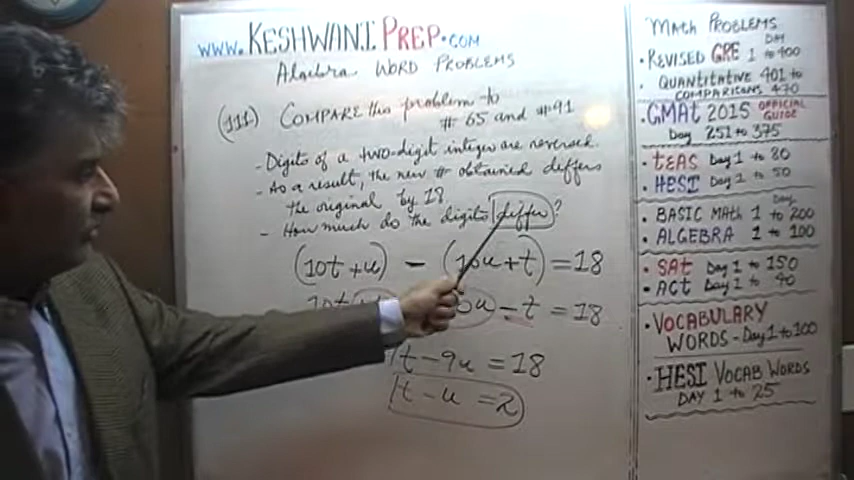 www.KESHWANIPREP.COM
Algebra WORD PROBLEMS
(111) COMPARE this problem to
# 65 and #91
- Digits of a two-digit integer are reversed.
- As a result, the new # obtained differs
the original by 18
- How much do the digits differ?
(10t + u) - (10u + t) = 18
10t - t = 18
t - 9u = 18
t - u = 2
MATH PROBLEMS
DAY
• REVISED GRE 1 to 400
• QUANTITATIVE 401 to
COMPARISONS 470
• GMAT 2015 OFFICIAL
GUIDE
Day 251 to 375
• TEAS Day 1 to 80
• HESI Day 1 to 50
Day
• BASIC MATH 1 to 200
• ALGEBRA 1 to 100
• SAT Day 1 to 150
• ACT Day 1 to 40
• VOCABULARY
WORDS - Day 1 to 100
• HESI VOCAB WORDS
DAY 1 to 25